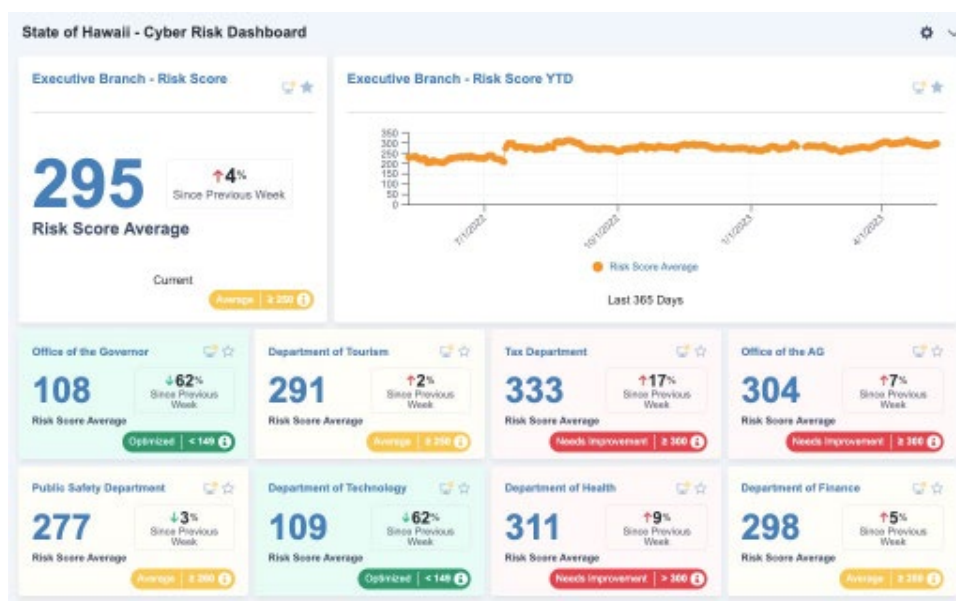 State of Hawaii - Cyber Risk Dashboard
Executive Branch - Risk Score
295
↑4%
Since Previous Week
Risk Score Average
Current
Average | ≥ 250
Executive Branch - Risk Score YTD
350
300
250
200
150
100
50
0
7/1/2022
10/1/2022
1/1/2023
4/1/2023
Risk Score Average
Last 365 Days
Office of the Governor
108
↓62%
Since Previous
Week
Risk Score Average
Optimized | < 149
Department of Tourism
291
↑2%
Since Previous
Week
Risk Score Average
Average | ≥ 250
Tax Department
333
↑17%
Since Previous
Week
Risk Score Average
Needs Improvement | ≥ 300
Office of the AG
304
↑7%
Since Previous
Week
Risk Score Average
Needs Improvement | ≥ 300
Public Safety Department
277
↓3%
Since Previous
Week
Risk Score Average
Average | ≥ 250
Department of Technology
109
↓62%
Since Previous
Week
Risk Score Average
Optimized | < 149
Department of Health
311
↑9%
Since Previous
Week
Risk Score Average
Needs Improvement | > 300
Department of Finance
298
↑5%
Since Previous
Week
Risk Score Average
Average | ≥ 250